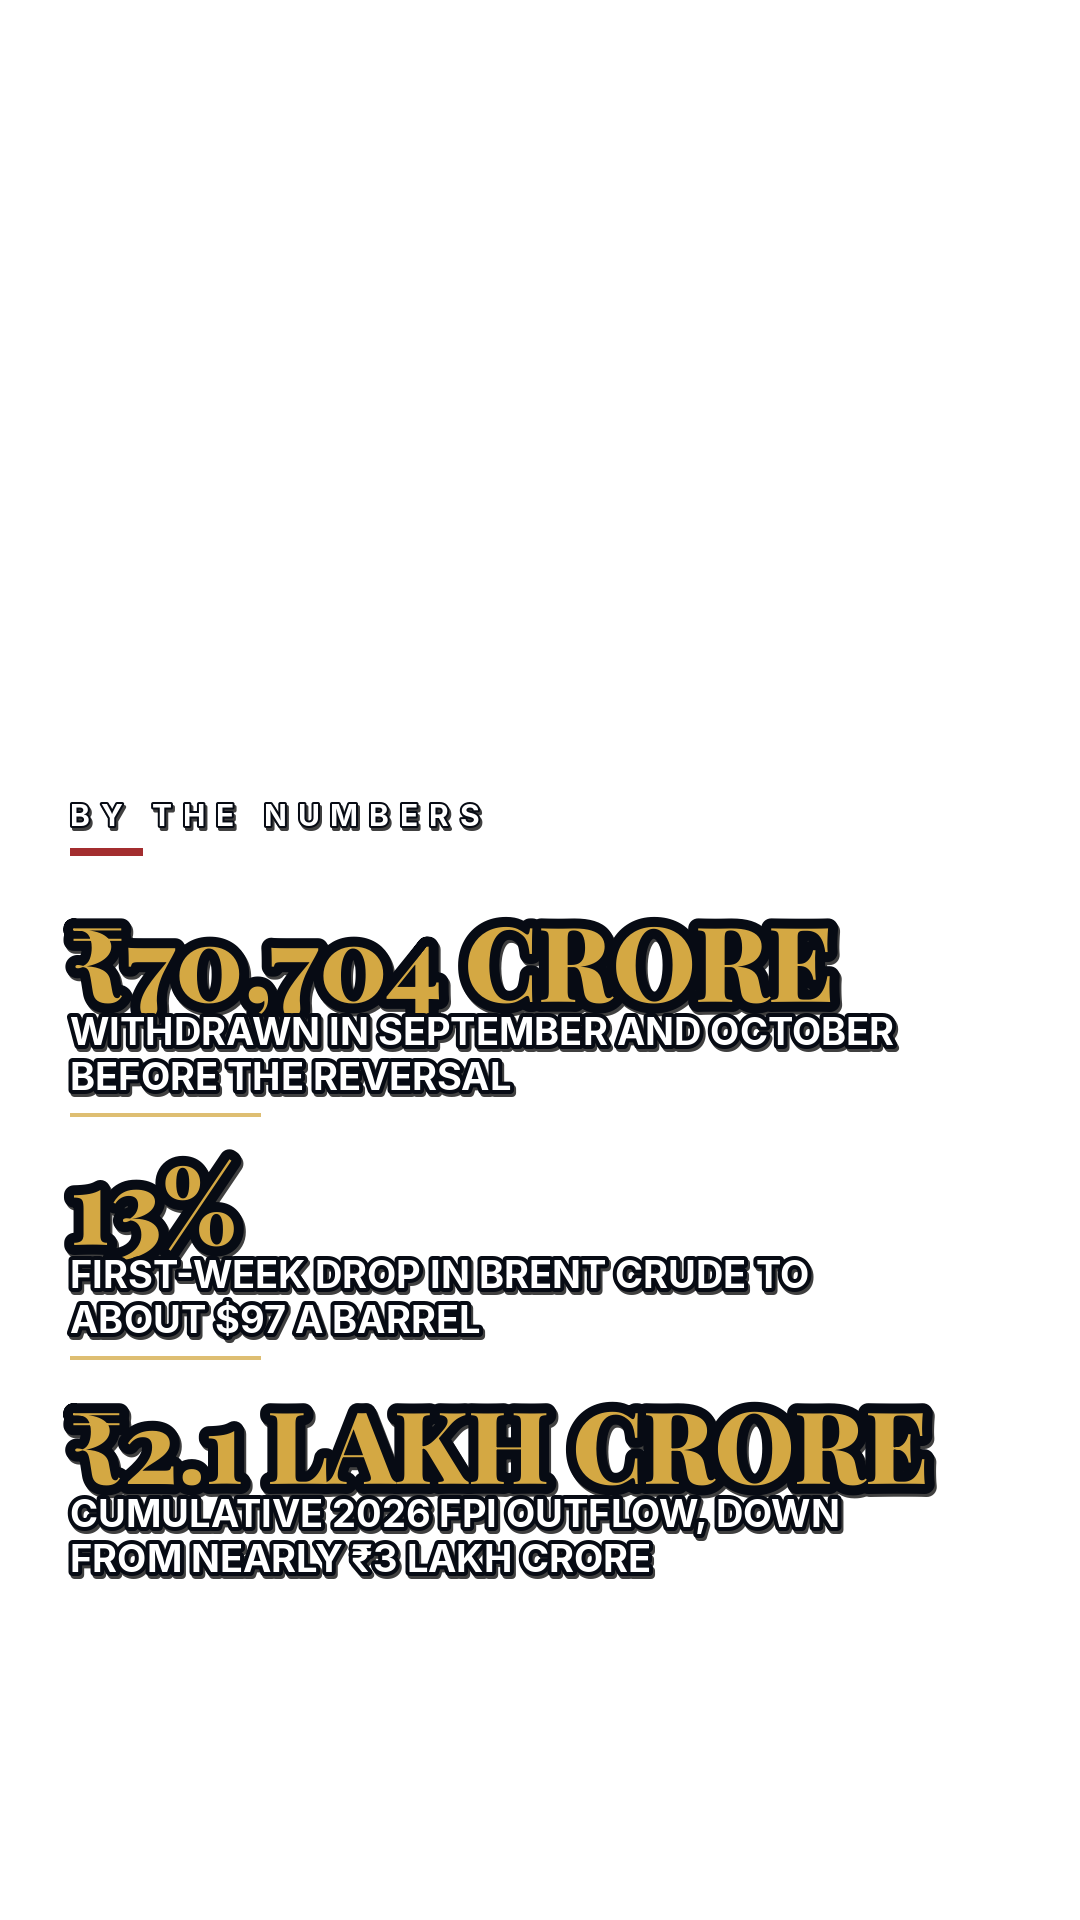 BY THE NUMBERS
₹70,704 CRORE
WITHDRAWN IN SEPTEMBER AND OCTOBER
BEFORE THE REVERSAL
13%
FIRST-WEEK DROP IN BRENT CRUDE TO
ABOUT $97 A BARREL
₹2.1 LAKH CRORE
CUMULATIVE 2026 FPI OUTFLOW, DOWN
FROM NEARLY ₹3 LAKH CRORE